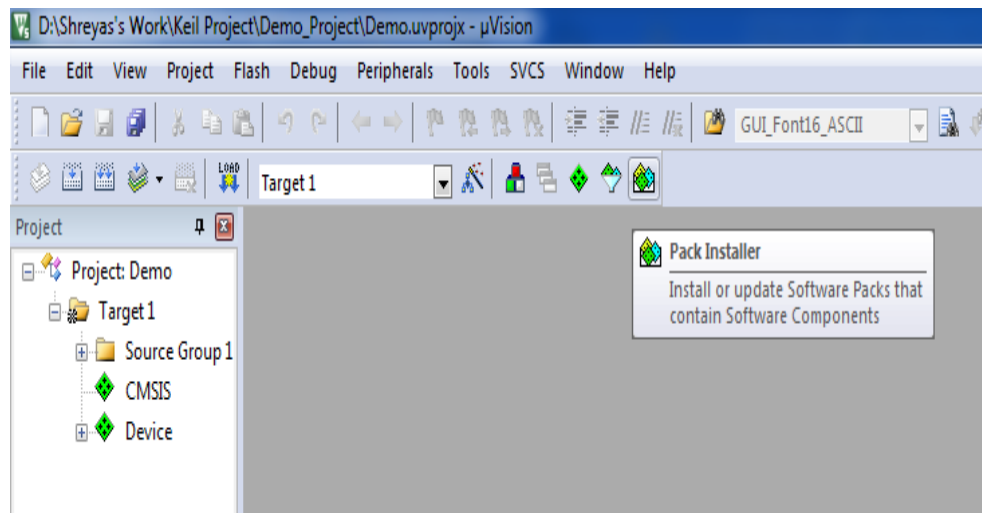 D:\Shreyas's Work\Keil Project\Demo_Project\Demo.uvprojx - µVision
File Edit View Project Flash Debug Peripherals Tools SVCS Window Help
GUI_Font16_ASCII
LOAD
Target 1
Project
Project: Demo
Target 1
Source Group 1
CMSIS
Device
Pack Installer
Install or update Software Packs that
contain Software Components